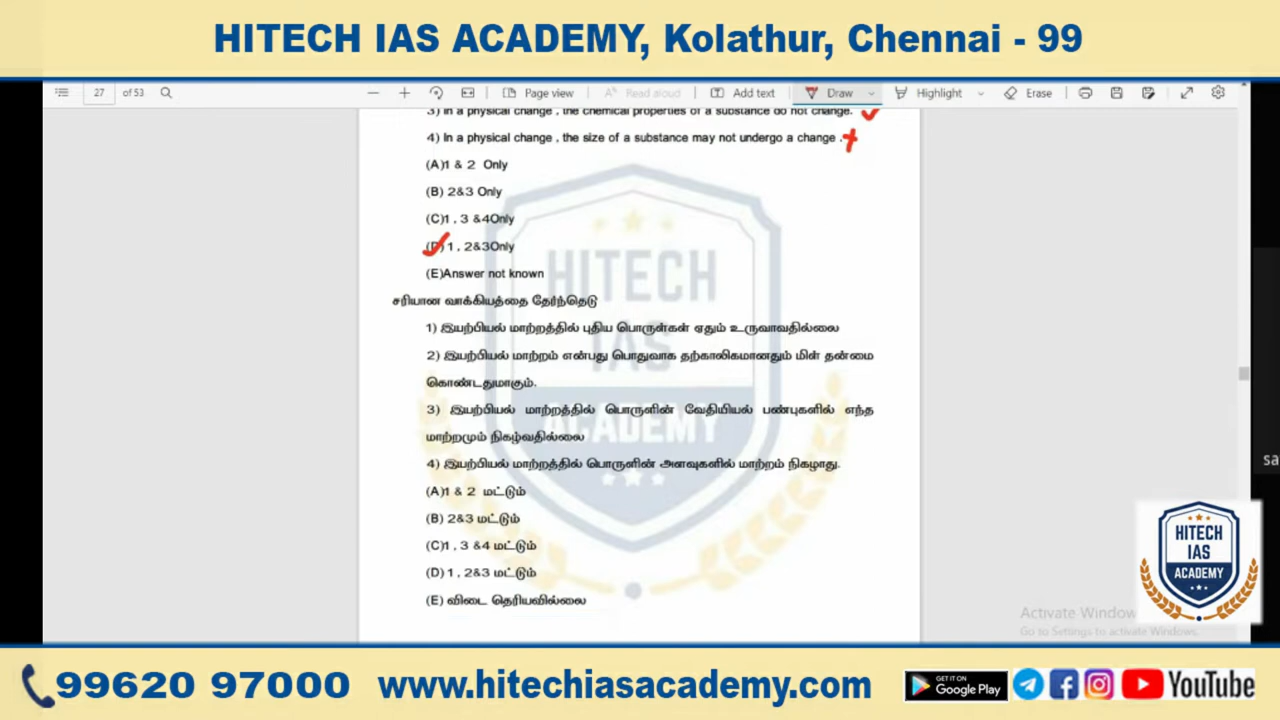 HITECH IAS ACADEMY, Kolathur, Chennai - 99
27 of 53 Page view Read aloud Add text Draw Highlight Erase
3) In a physical change , the chemical properties of a substance do not change.
4) In a physical change , the size of a substance may not undergo a change .
(A)1 & 2 Only
(B) 2&3 Only
(C)1 , 3 &4Only
(D) 1 , 2&3Only
(E)Answer not known
சரியான வாக்கியத்தை தேர்ந்தெடு
1) இயற்பியல் மாற்றத்தில் புதிய பொருள்கள் ஏதும் உருவாவதில்லை
2) இயற்பியல் மாற்றம் என்பது பொதுவாக தற்காலிகமானதும் மீள் தன்மை
கொண்டதுமாகும்.
3) இயற்பியல் மாற்றத்தில் பொருளின் வேதியியல் பண்புகளில் எந்த
மாற்றமும் நிகழ்வதில்லை
4) இயற்பியல் மாற்றத்தில் பொருளின் அளவுகளில் மாற்றம் நிகழாது.
(A)1 & 2 மட்டும்
(B) 2&3 மட்டும்
(C)1 , 3 &4 மட்டும்
(D) 1 , 2&3 மட்டும்
(E) விடை தெரியவில்லை
HITECH
IAS
ACADEMY
sa
HITECH
IAS
ACADEMY
Activate Window
Go to Settings to activate Windows.
99620 97000 www.hitechiasacademy.com GET IT ON Google Play YouTube